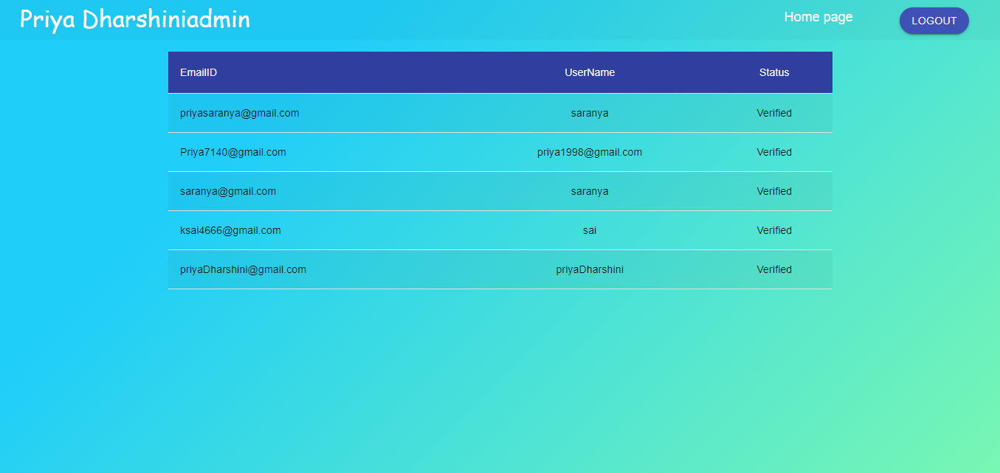 Priya Dharshiniadmin Home page LOGOUT
EmailID UserName Status
priyasaranya@gmail.com saranya Verified
Priya7140@gmail.com priya1998@gmail.com Verified
saranya@gmail.com saranya Verified
ksai4666@gmail.com sai Verified
priyaDharshini@gmail.com priyaDharshini Verified